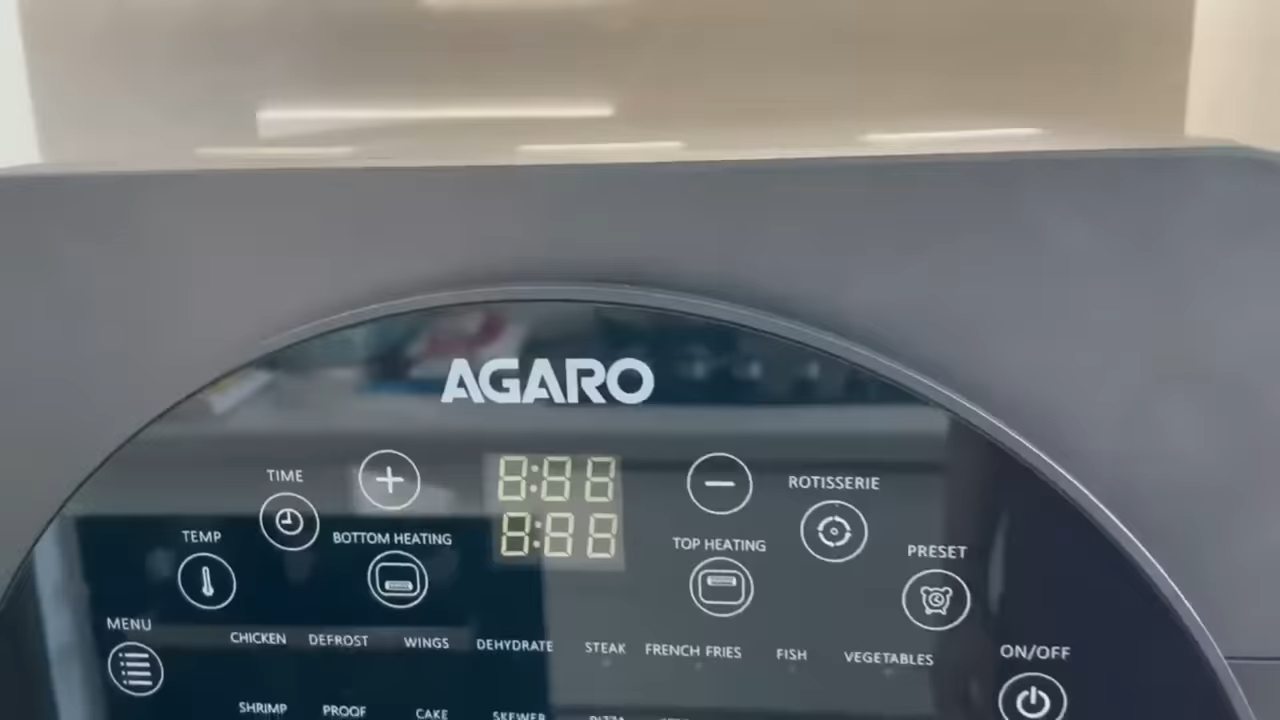 AGARO
8:88
8:88
TIME
ROTISSERIE
TEMP
BOTTOM HEATING
TOP HEATING
PRESET
MENU
CHICKEN DEFROST WINGS DEHYDRATE STEAK FRENCH FRIES FISH VEGETABLES
ON/OFF
SHRIMP PROOF CAKE SKEWER PIZZA